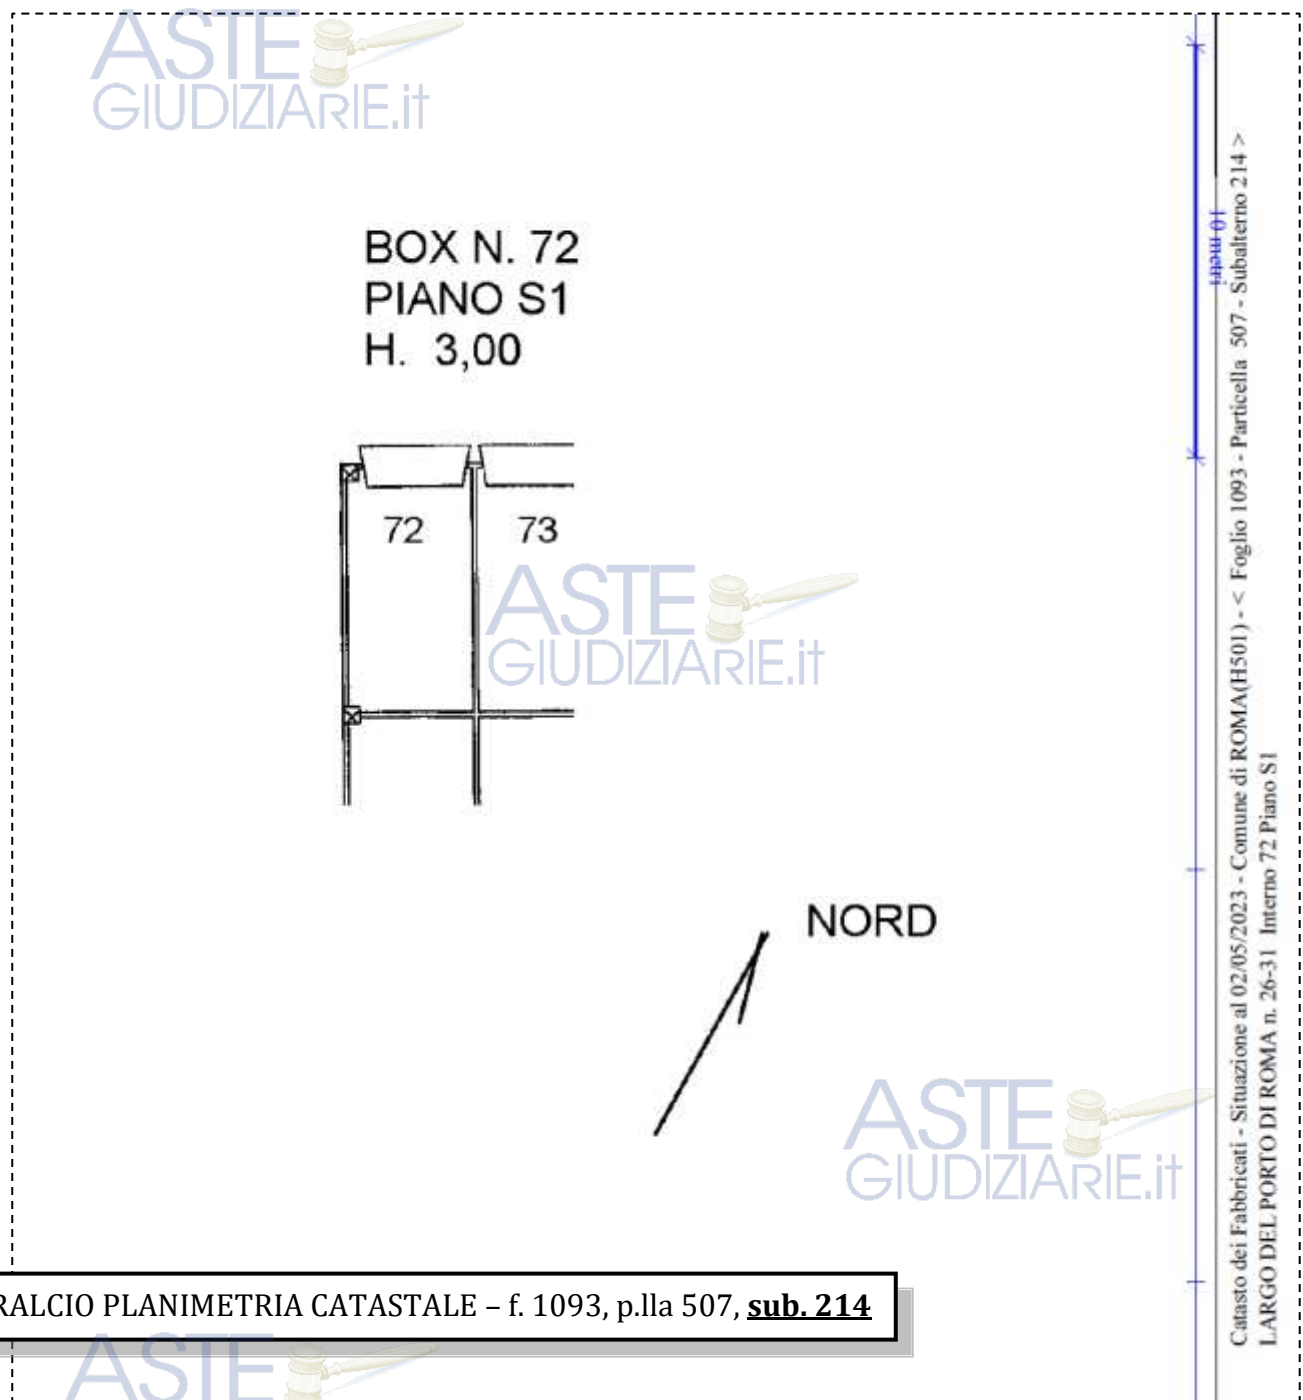 ASTE
GIUDIZIARIE.it
BOX N. 72
PIANO S1
H. 3,00
72
73
ASTE
GIUDIZIARIE.it
NORD
ASTE
GIUDIZIARIE.it
10 metri
Catasto dei Fabbricati - Situazione al 02/05/2023 - Comune di ROMA(H501) - < Foglio 1093 - Particella 507 - Subalterno 214 >
LARGO DEL PORTO DI ROMA n. 26-31 Interno 72 Piano S1
RALCIO PLANIMETRIA CATASTALE – f. 1093, p.lla 507, sub. 214
ASTE